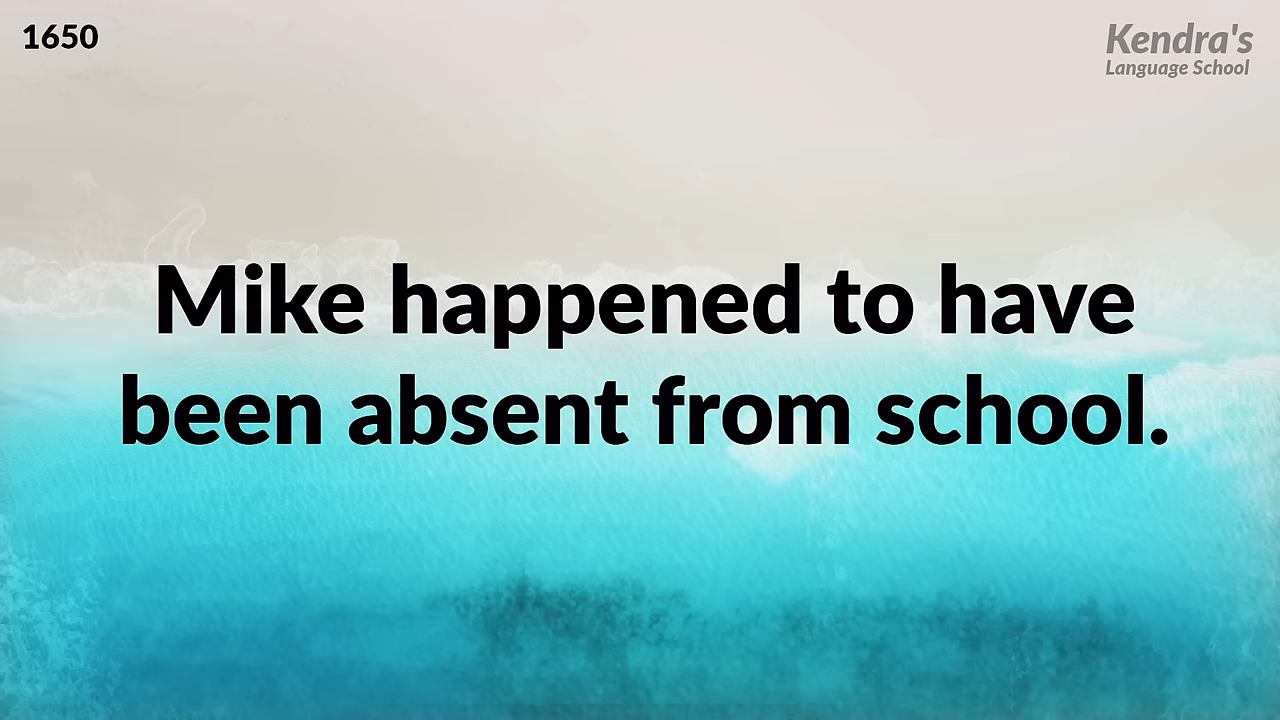 1650
Kendra's
Language School
Mike happened to have
been absent from school.